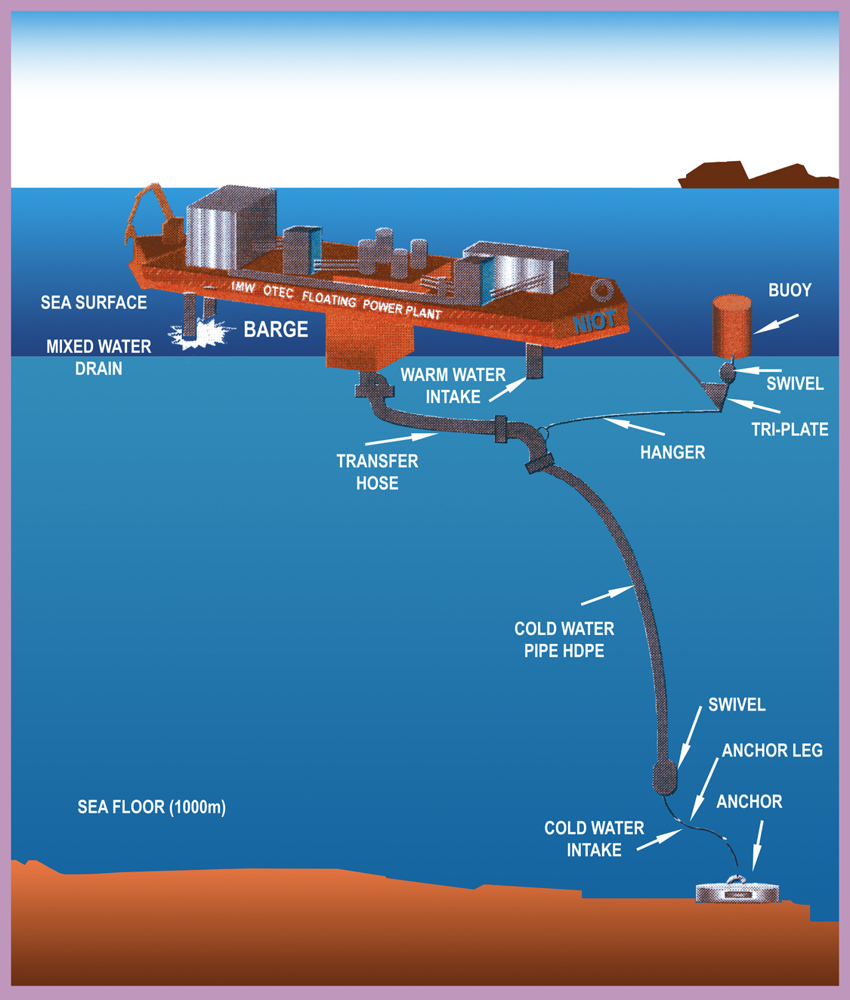 1MW OTEC FLOATING POWER PLANT
NIOT
SEA SURFACE
BARGE
MIXED WATER
DRAIN
BUOY
WARM WATER
INTAKE
SWIVEL
TRI-PLATE
HANGER
TRANSFER
HOSE
COLD WATER
PIPE HDPE
SWIVEL
ANCHOR LEG
ANCHOR
SEA FLOOR (1000m)
COLD WATER
INTAKE